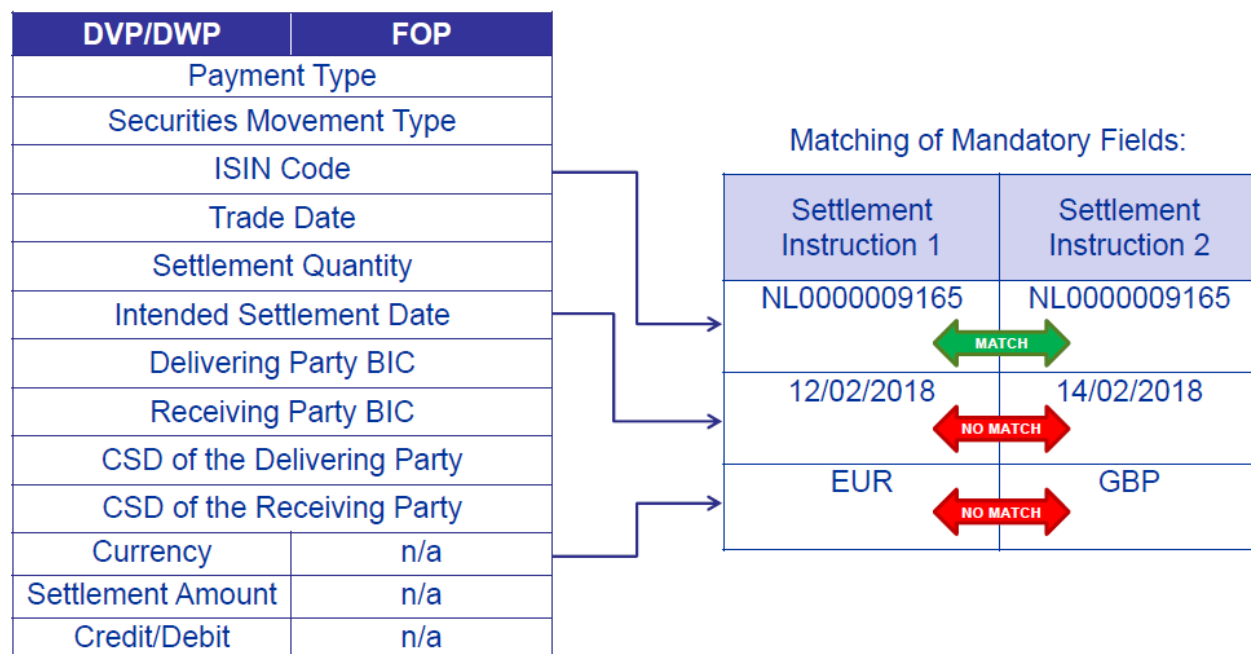 DVP/DWP FOP
Payment Type
Securities Movement Type
ISIN Code
Trade Date
Settlement Quantity
Intended Settlement Date
Delivering Party BIC
Receiving Party BIC
CSD of the Delivering Party
CSD of the Receiving Party
Currency n/a
Settlement Amount n/a
Credit/Debit n/a
Matching of Mandatory Fields:
Settlement Settlement
Instruction 1 Instruction 2
NL0000009165 NL0000009165
MATCH
12/02/2018 14/02/2018
NO MATCH
EUR GBP
NO MATCH